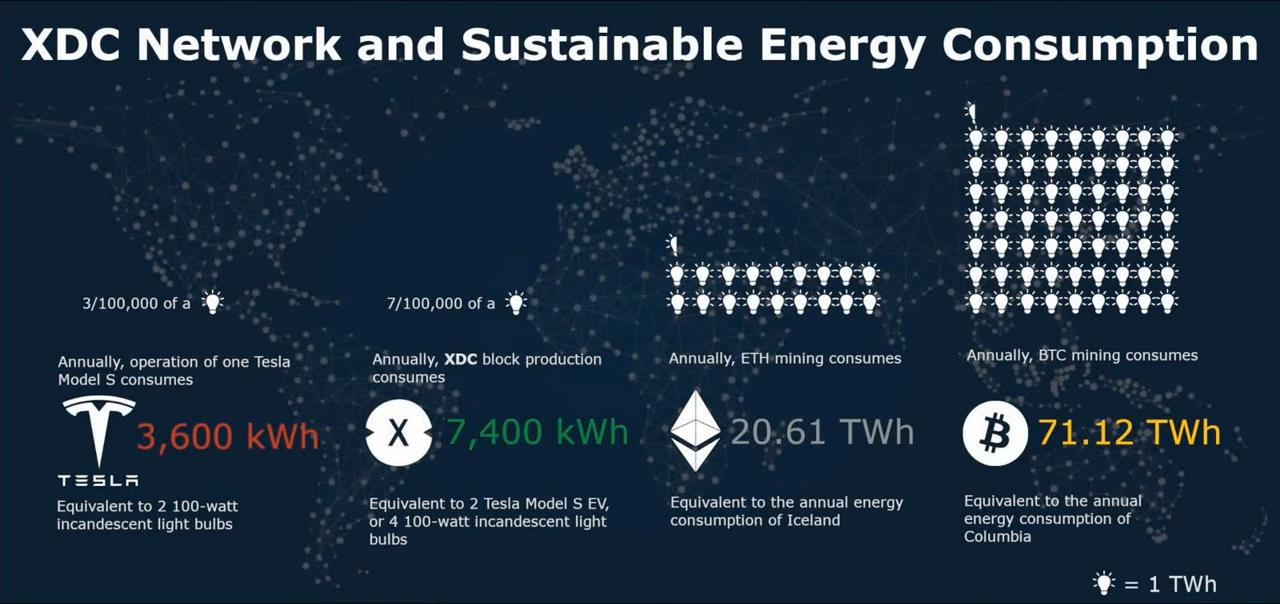 XDC Network and Sustainable Energy Consumption
3/100,000 of a
Annually, operation of one Tesla
Model S consumes
TESLA
3,600 kWh
Equivalent to 2 100-watt
incandescent light bulbs
7/100,000 of a
Annually, XDC block production
consumes
X
7,400 kWh
Equivalent to 2 Tesla Model S EV,
or 4 100-watt incandescent light
bulbs
Annually, ETH mining consumes
20.61 TWh
Equivalent to the annual energy
consumption of Iceland
Annually, BTC mining consumes
71.12 TWh
Equivalent to the annual
energy consumption of
Columbia
= 1 TWh